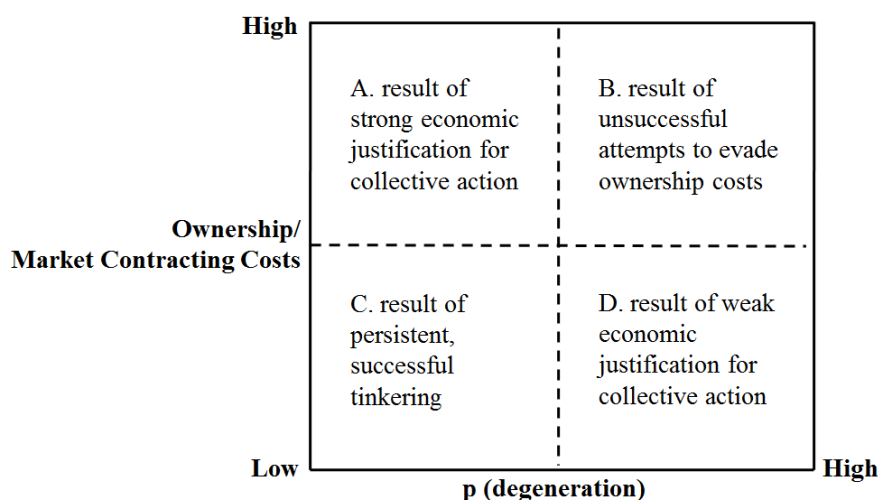 High
A. result of
strong economic
justification for
collective action
B. result of
unsuccessful
attempts to evade
ownership costs
Ownership/
Market Contracting Costs
C. result of
persistent,
successful
tinkering
D. result of weak
economic
justification for
collective action
Low
High
p (degeneration)